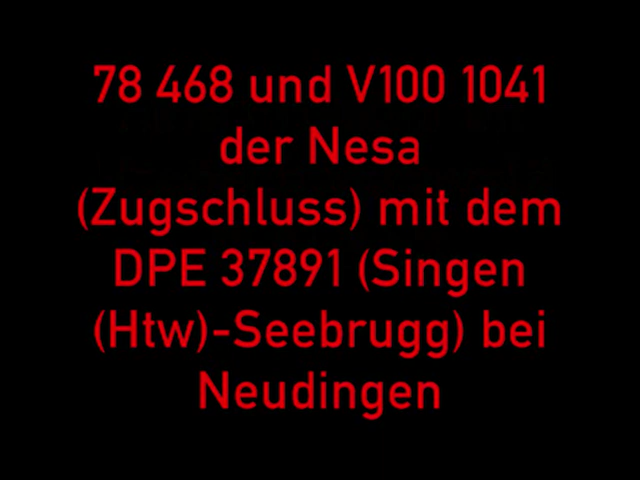 78 468 und V100 1041
der Nesa
(Zugschluss) mit dem
DPE 37891 (Singen
(Htw)-Seebrugg) bei
Neudingen